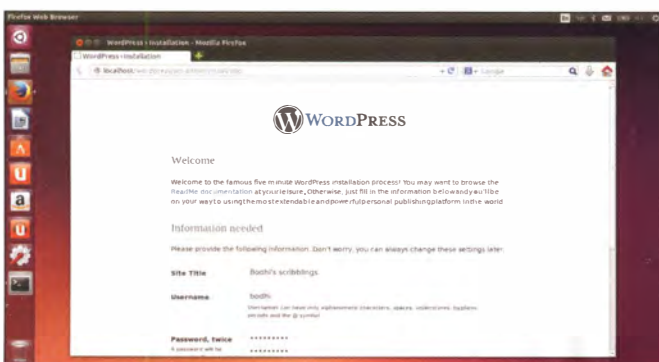 Firefox Web Browser
WordPress › Installation - Mozilla Firefox
WordPress › Installation
localhost/
Google
WORDPRESS
Welcome
Welcome to the famous five minute WordPress installation process! You may want to browse the
ReadMe documentation at your leisure. Otherwise, just fill in the information below and you'll be
on your way to using the most extendable and powerful personal publishing platform in the world.
Information needed
Please provide the following information. Don't worry, you can always change these settings later.
Site Title Bodhi's scribblings
Username bodhi
Usernames can have only alphanumeric characters, spaces, underscores, hyphens,
periods and the @ symbol.
Password, twice
A password will be